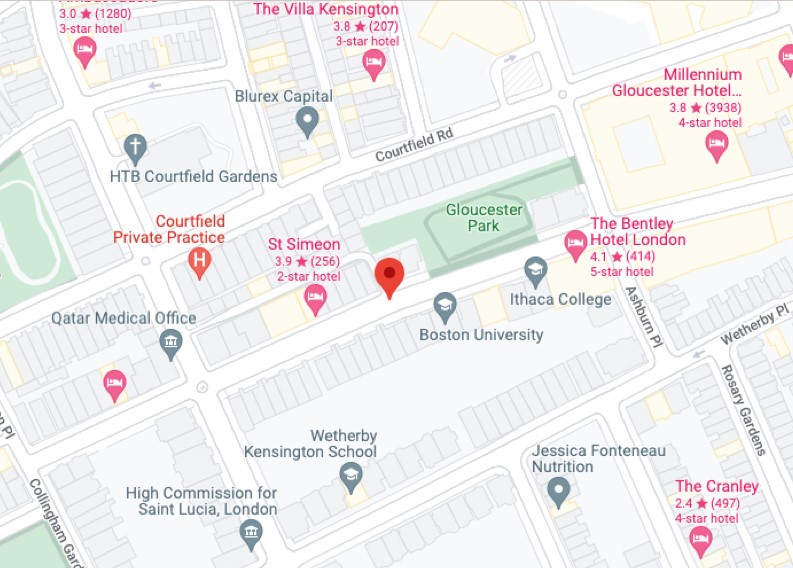 3.0 ★ (1280)
3-star hotel
The Villa Kensington
3.8 ★ (207)
3-star hotel
Blurex Capital
Millennium
Gloucester Hotel...
3.8 ★ (3938)
4-star hotel
Courtfield Rd
HTB Courtfield Gardens
Gloucester
Park
Courtfield
Private Practice
H
St Simeon
3.9 ★ (256)
2-star hotel
The Bentley
Hotel London
4.1 ★ (414)
5-star hotel
Ithaca College
Ashburn Pl
Qatar Medical Office
Boston University
Wetherby Pl
Rosary Gardens
Wetherby
Kensington School
Jessica Fonteneau
Nutrition
The Cranley
2.4 ★ (497)
4-star hotel
High Commission for
Saint Lucia, London
Collingham Gard
Pl